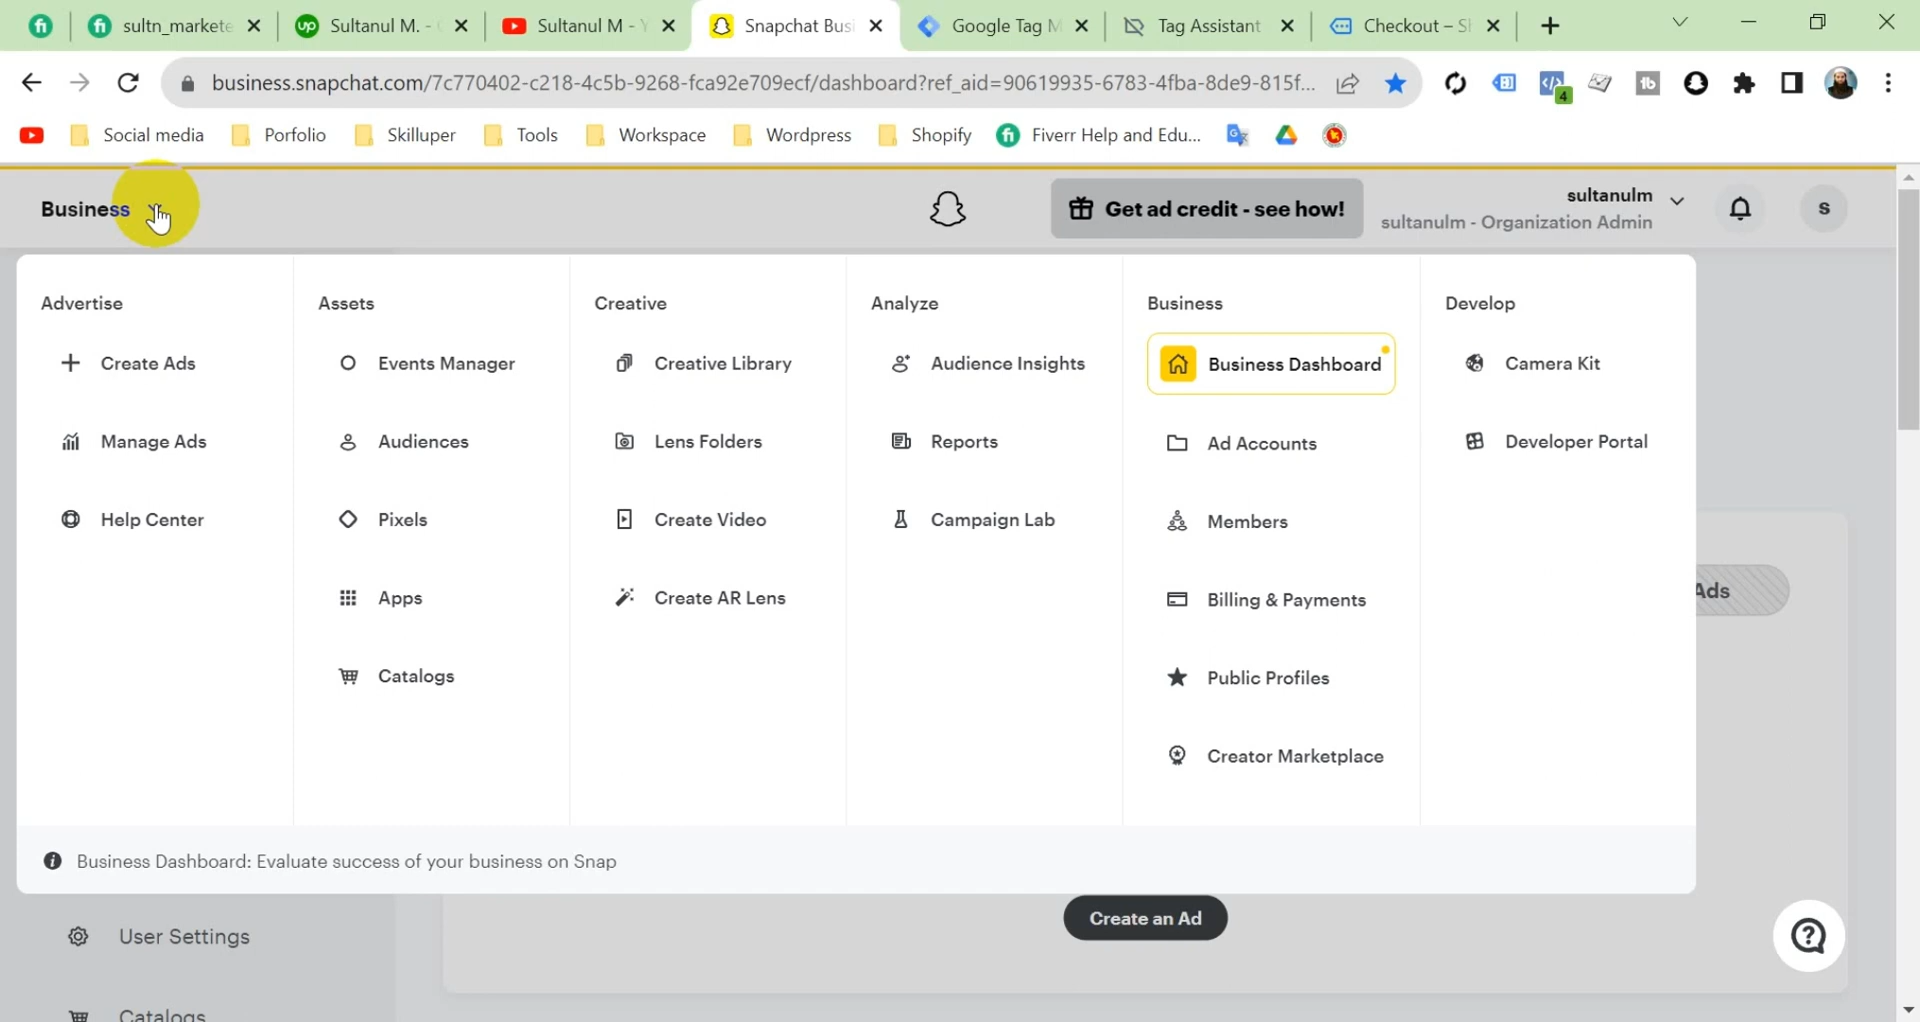 sultn_markete
Sultanul M. -
Sultanul M - Y
Snapchat Busi
Google Tag M
Tag Assistant
Checkout – Sh
business.snapchat.com/7c770402-c218-4c5b-9268-fca92e709ecf/dashboard?ref_aid=90619935-6783-4fba-8de9-815f...
4
Social media
Porfolio
Skilluper
Tools
Workspace
Wordpress
Shopify
Fiverr Help and Edu...
Business
Get ad credit - see how!
sultanulm
sultanulm - Organization Admin
S
Advertise
Create Ads
Manage Ads
Help Center
Assets
Events Manager
Audiences
Pixels
Apps
Catalogs
Creative
Creative Library
Lens Folders
Create Video
Create AR Lens
Analyze
Audience Insights
Reports
Campaign Lab
Business
Business Dashboard
Ad Accounts
Members
Billing & Payments
Public Profiles
Creator Marketplace
Develop
Camera Kit
Developer Portal
Ads
Business Dashboard: Evaluate success of your business on Snap
Create an Ad
User Settings
Catalogs